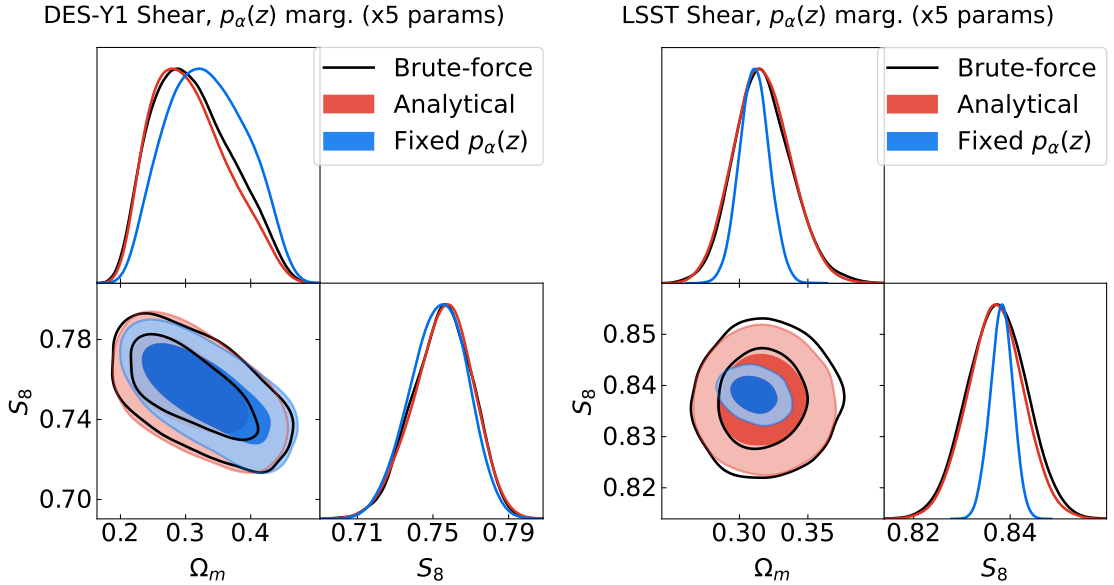 DES-Y1 Shear, pα(z) marg. (x5 params)
Brute-force
Analytical
Fixed pα(z)
0.78
0.74
0.70
S8
0.2 0.3 0.4
Ωm
0.71 0.75 0.79
S8
LSST Shear, pα(z) marg. (x5 params)
Brute-force
Analytical
Fixed pα(z)
0.85
0.84
0.83
0.82
S8
0.30 0.35
Ωm
0.82 0.84
S8